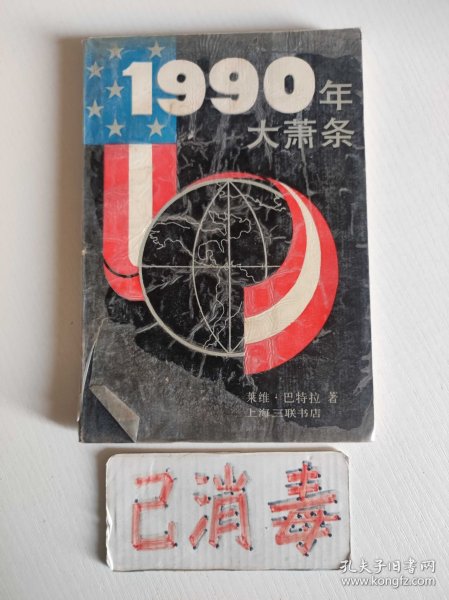 1990年
大萧条
莱维·巴特拉 著
上海三联书店
已消毒
孔夫子旧书网
www.kongfz.com